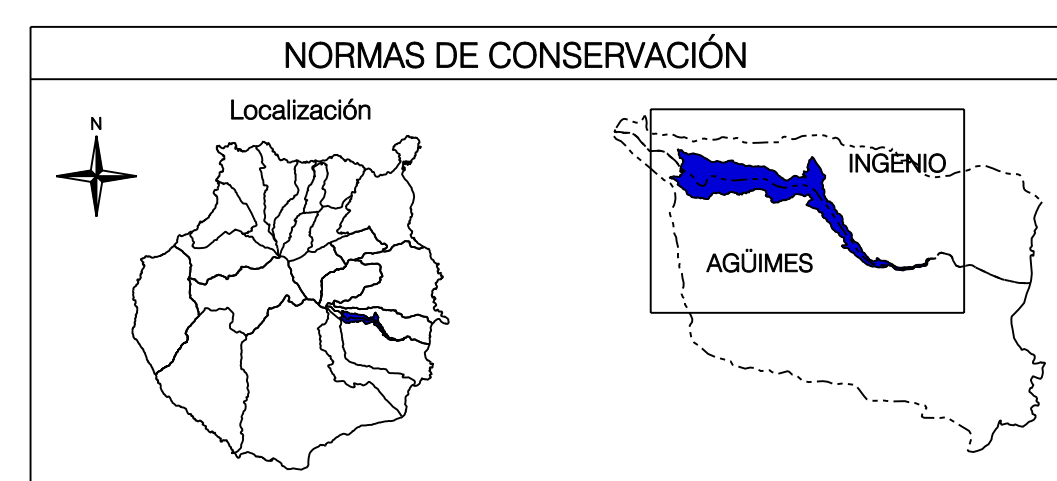 NORMAS DE CONSERVACIÓN
Localización
N
INGENIO
AGÜIMES